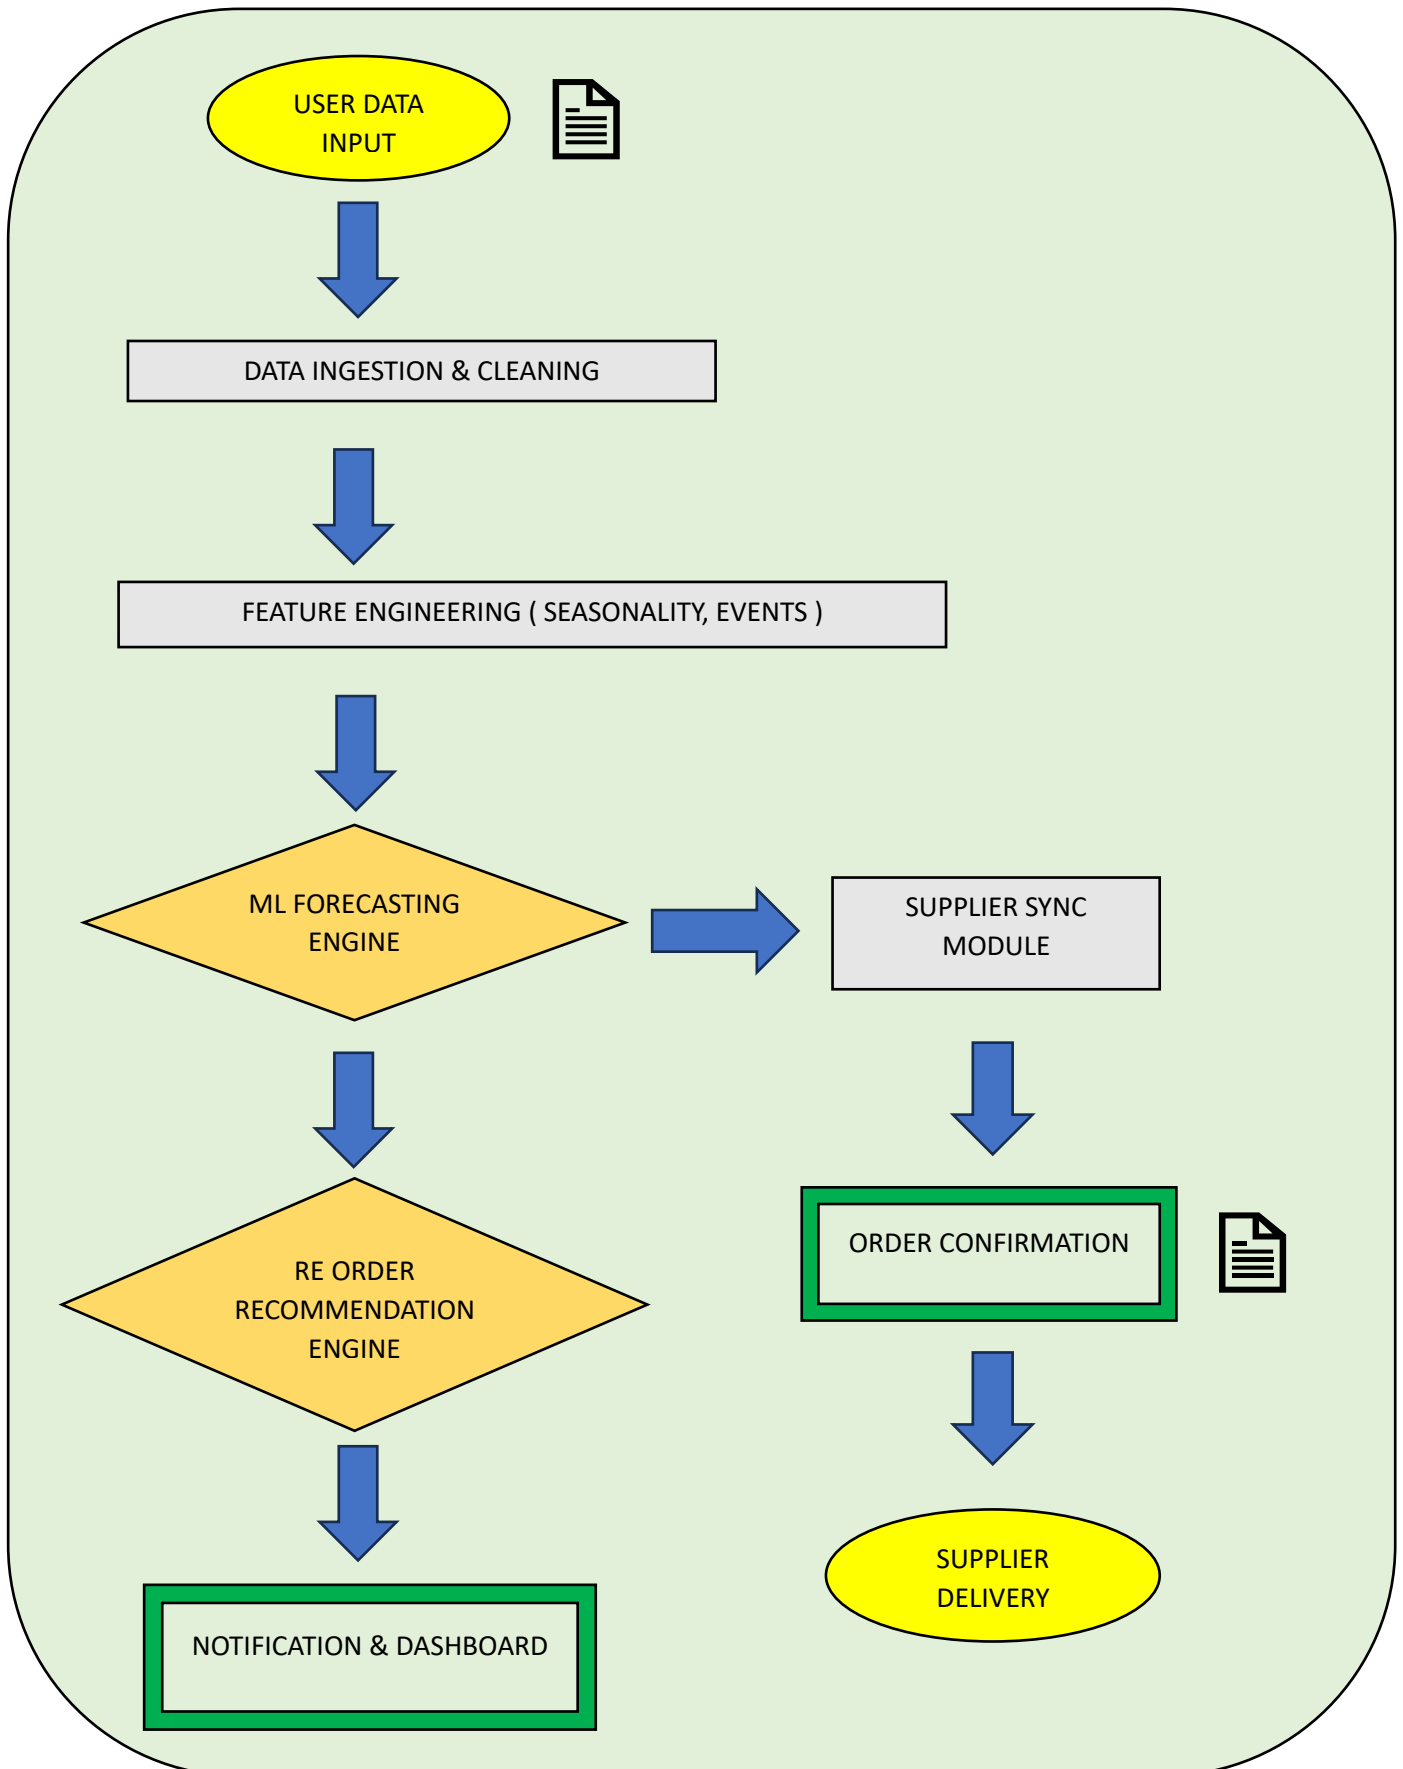 USER DATA
INPUT
DATA INGESTION & CLEANING
FEATURE ENGINEERING ( SEASONALITY, EVENTS )
ML FORECASTING
ENGINE
SUPPLIER SYNC
MODULE
RE ORDER
RECOMMENDATION
ENGINE
ORDER CONFIRMATION
NOTIFICATION & DASHBOARD
SUPPLIER
DELIVERY